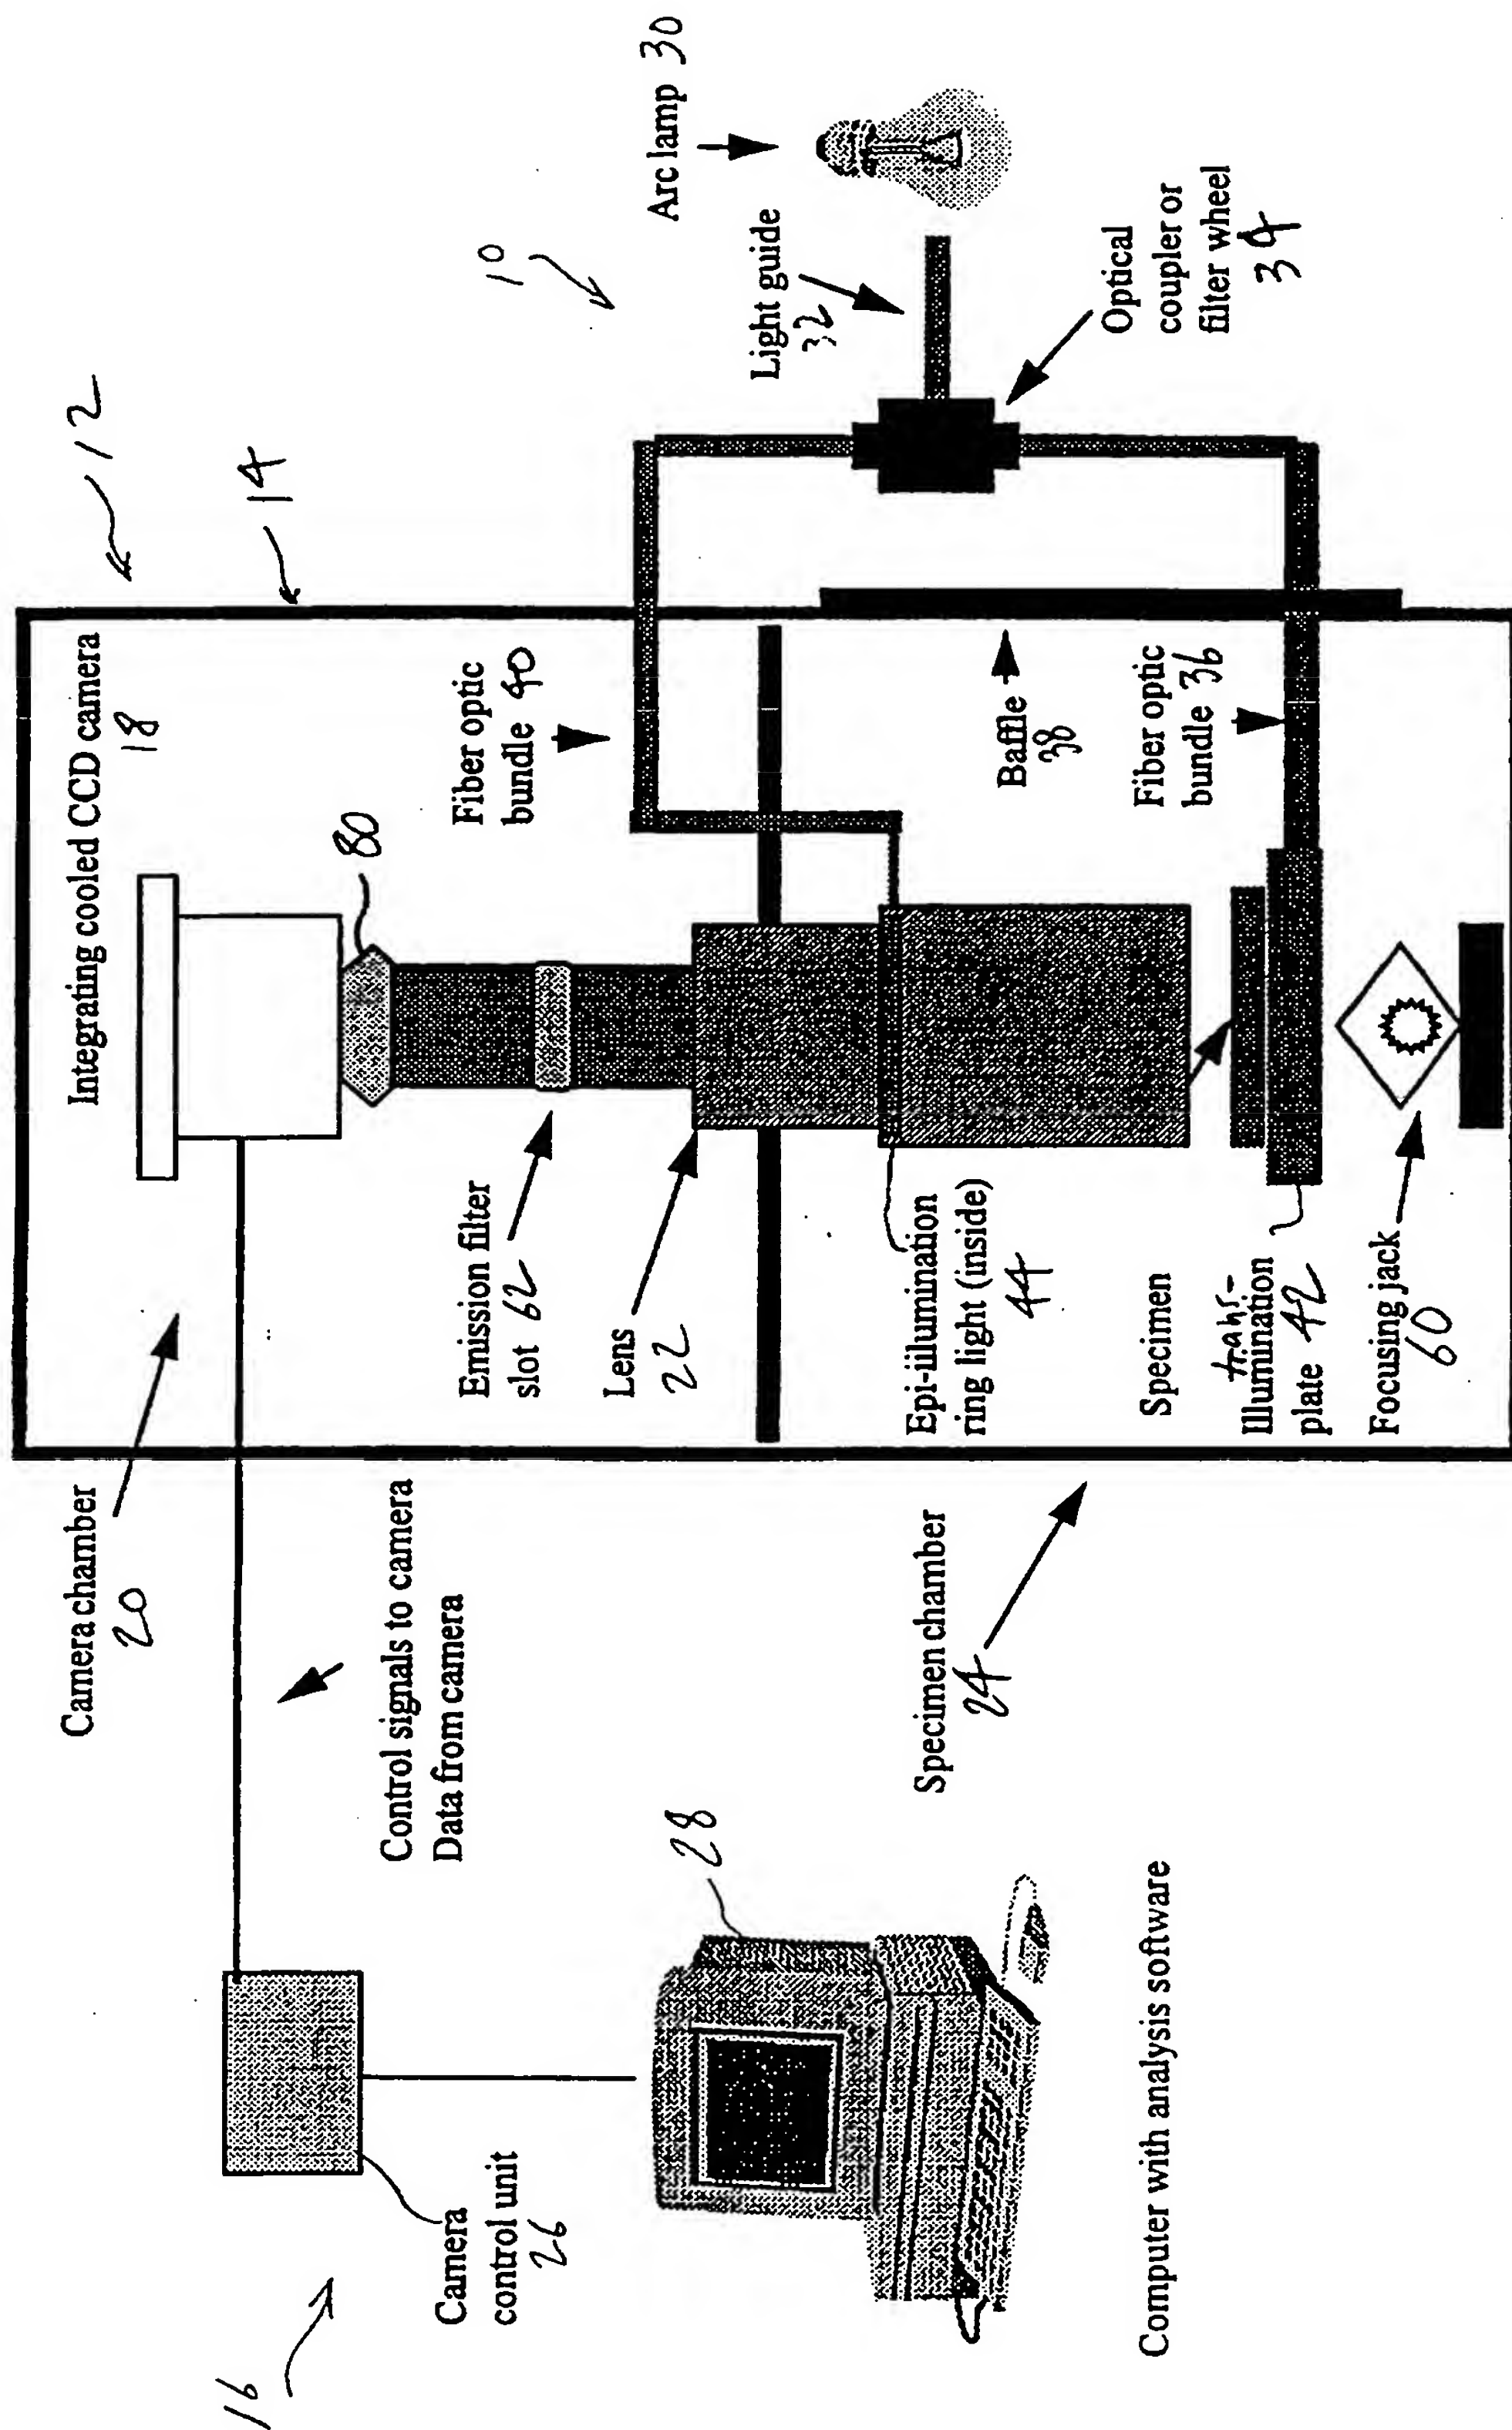 12
14
10
Integrating cooled CCD camera
18
80
Fiber optic
bundle 40
Arc lamp 30
Light guide
32
Optical
coupler or
filter wheel
34
Baffle
38
Fiber optic
bundle 36
Camera chamber
20
Emission filter
slot 62
Lens
22
Epi-illumination
ring light (inside)
44
Specimen
trans-
Illumination
plate 42
Focusing jack
60
Control signals to camera
Data from camera
Specimen chamber
24
16
Camera
control unit
26
28
Computer with analysis software